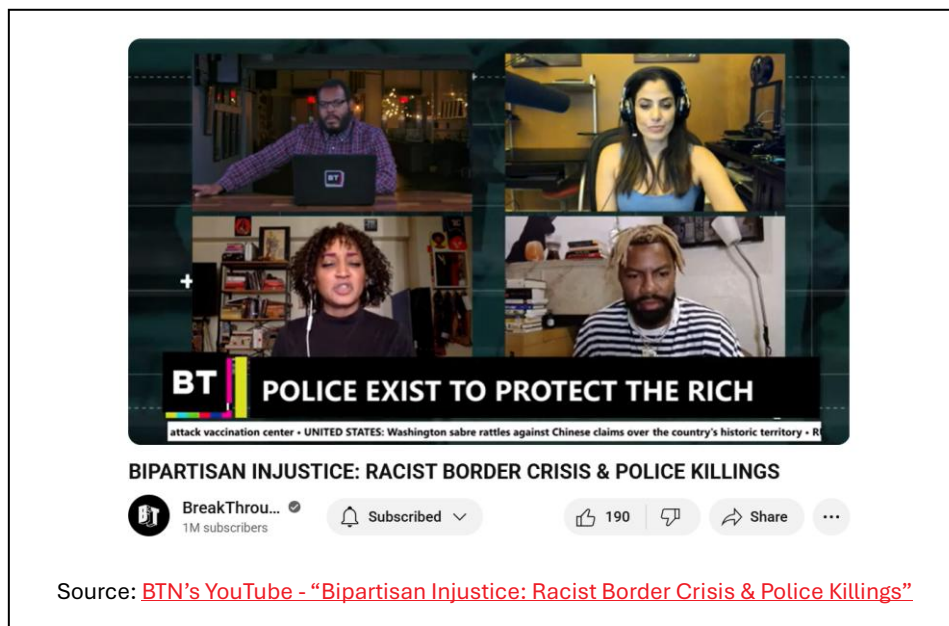 BT
BT POLICE EXIST TO PROTECT THE RICH
attack vaccination center • UNITED STATES: Washington sabre rattles against Chinese claims over the country's historic territory •
BIPARTISAN INJUSTICE: RACIST BORDER CRISIS & POLICE KILLINGS
BT BreakThrou...
1M subscribers
Subscribed
190
Share
...
Source: BTN’s YouTube - “Bipartisan Injustice: Racist Border Crisis & Police Killings”